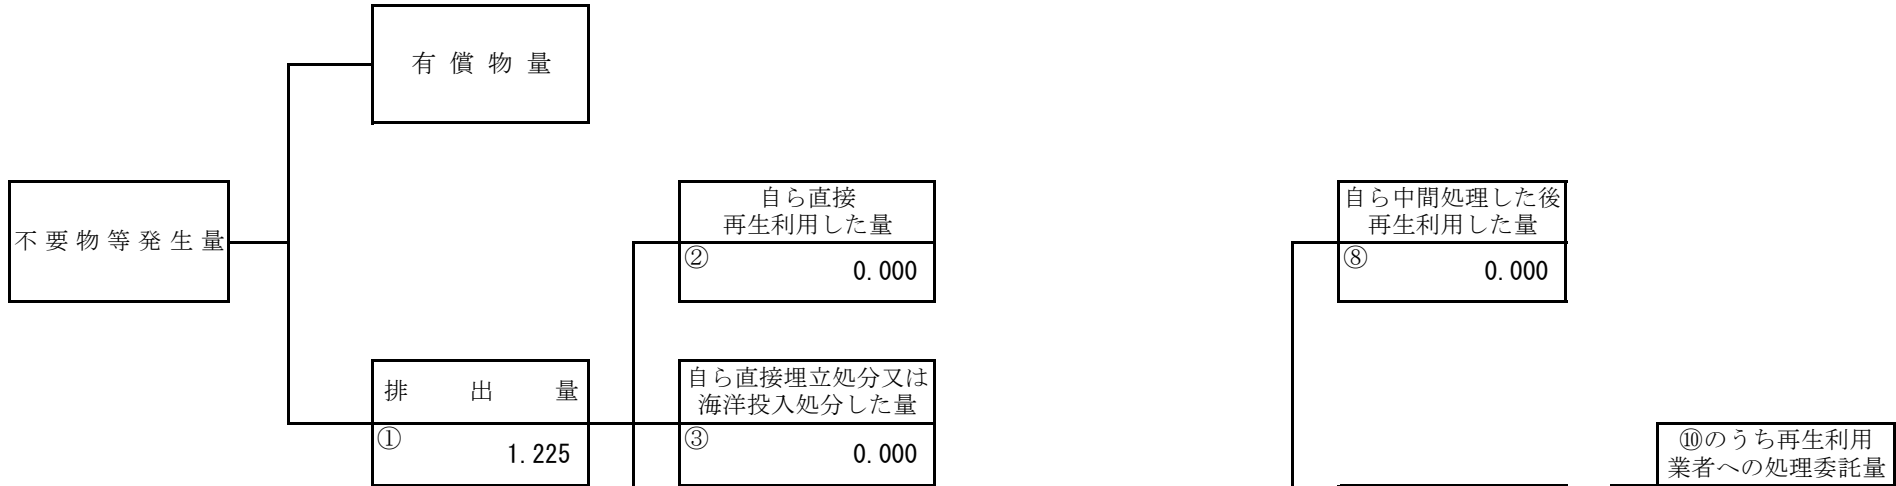 有償物量
不要物等発生量
自ら直接
再生利用した量
② 0.000
自ら中間処理した後
再生利用した量
⑧ 0.000
排出量
① 1.225
自ら直接埋立処分又は
海洋投入処分した量
③ 0.000
⑩のうち再生利用
業者への処理委託量